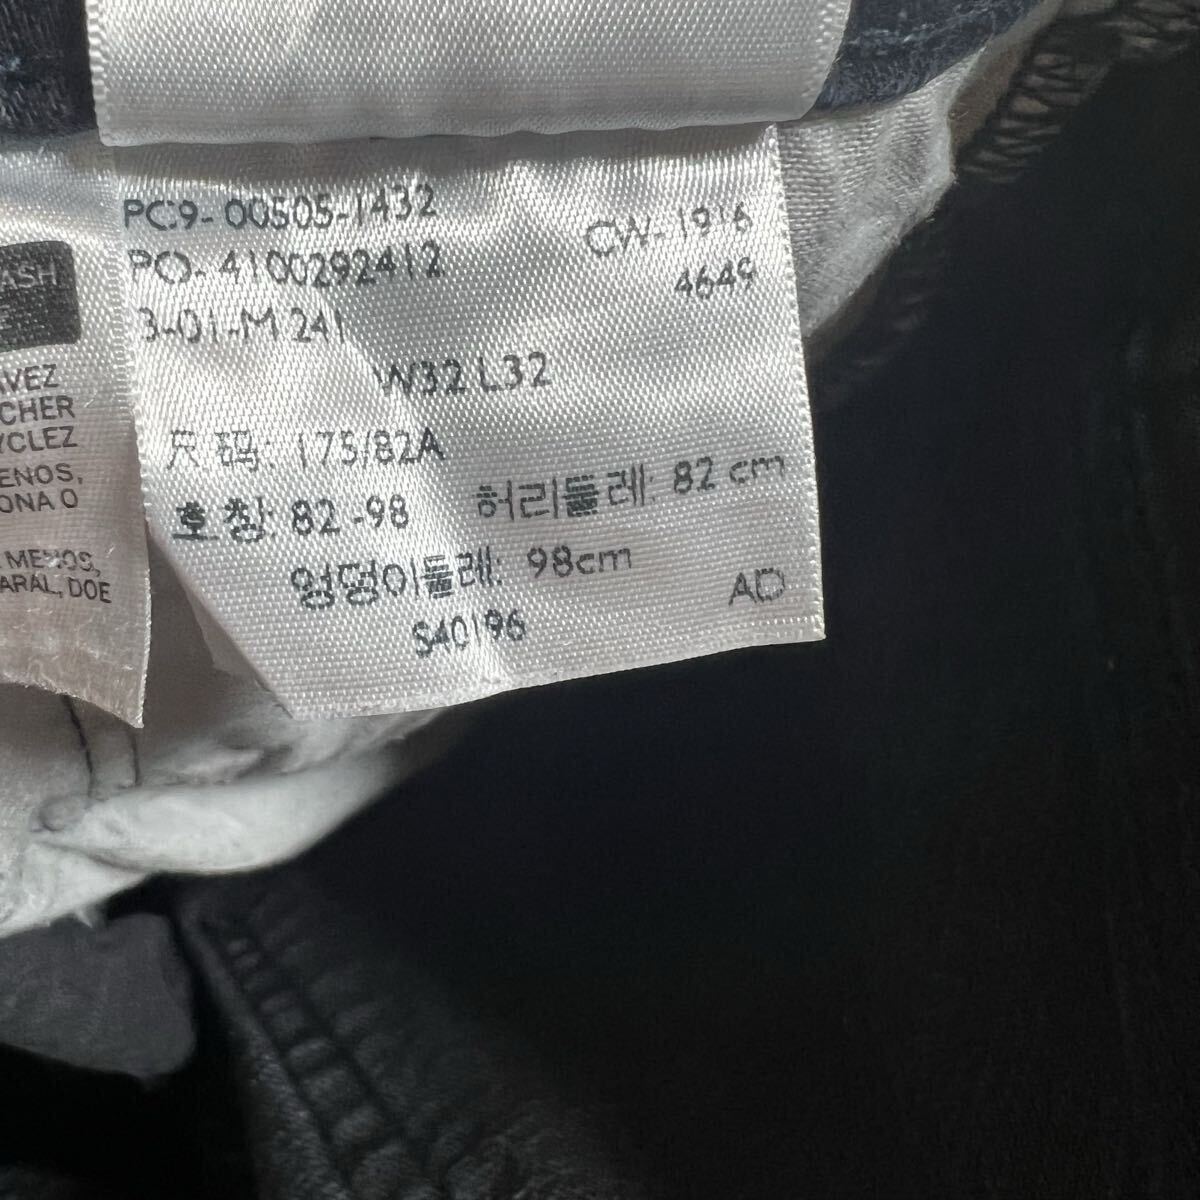 PC9-00505-1432
CW-1916
PO-4100292412
4649
3-01-M 241
W32 L32
尺码: 175/82A
호칭: 82-98
허리둘레: 82 cm
엉덩이둘레: 98cm
AD
S40196
ASH
AVEZ
CHER
YCLEZ
ENOS,
ONA O
MENOS,
ARAL, DOE